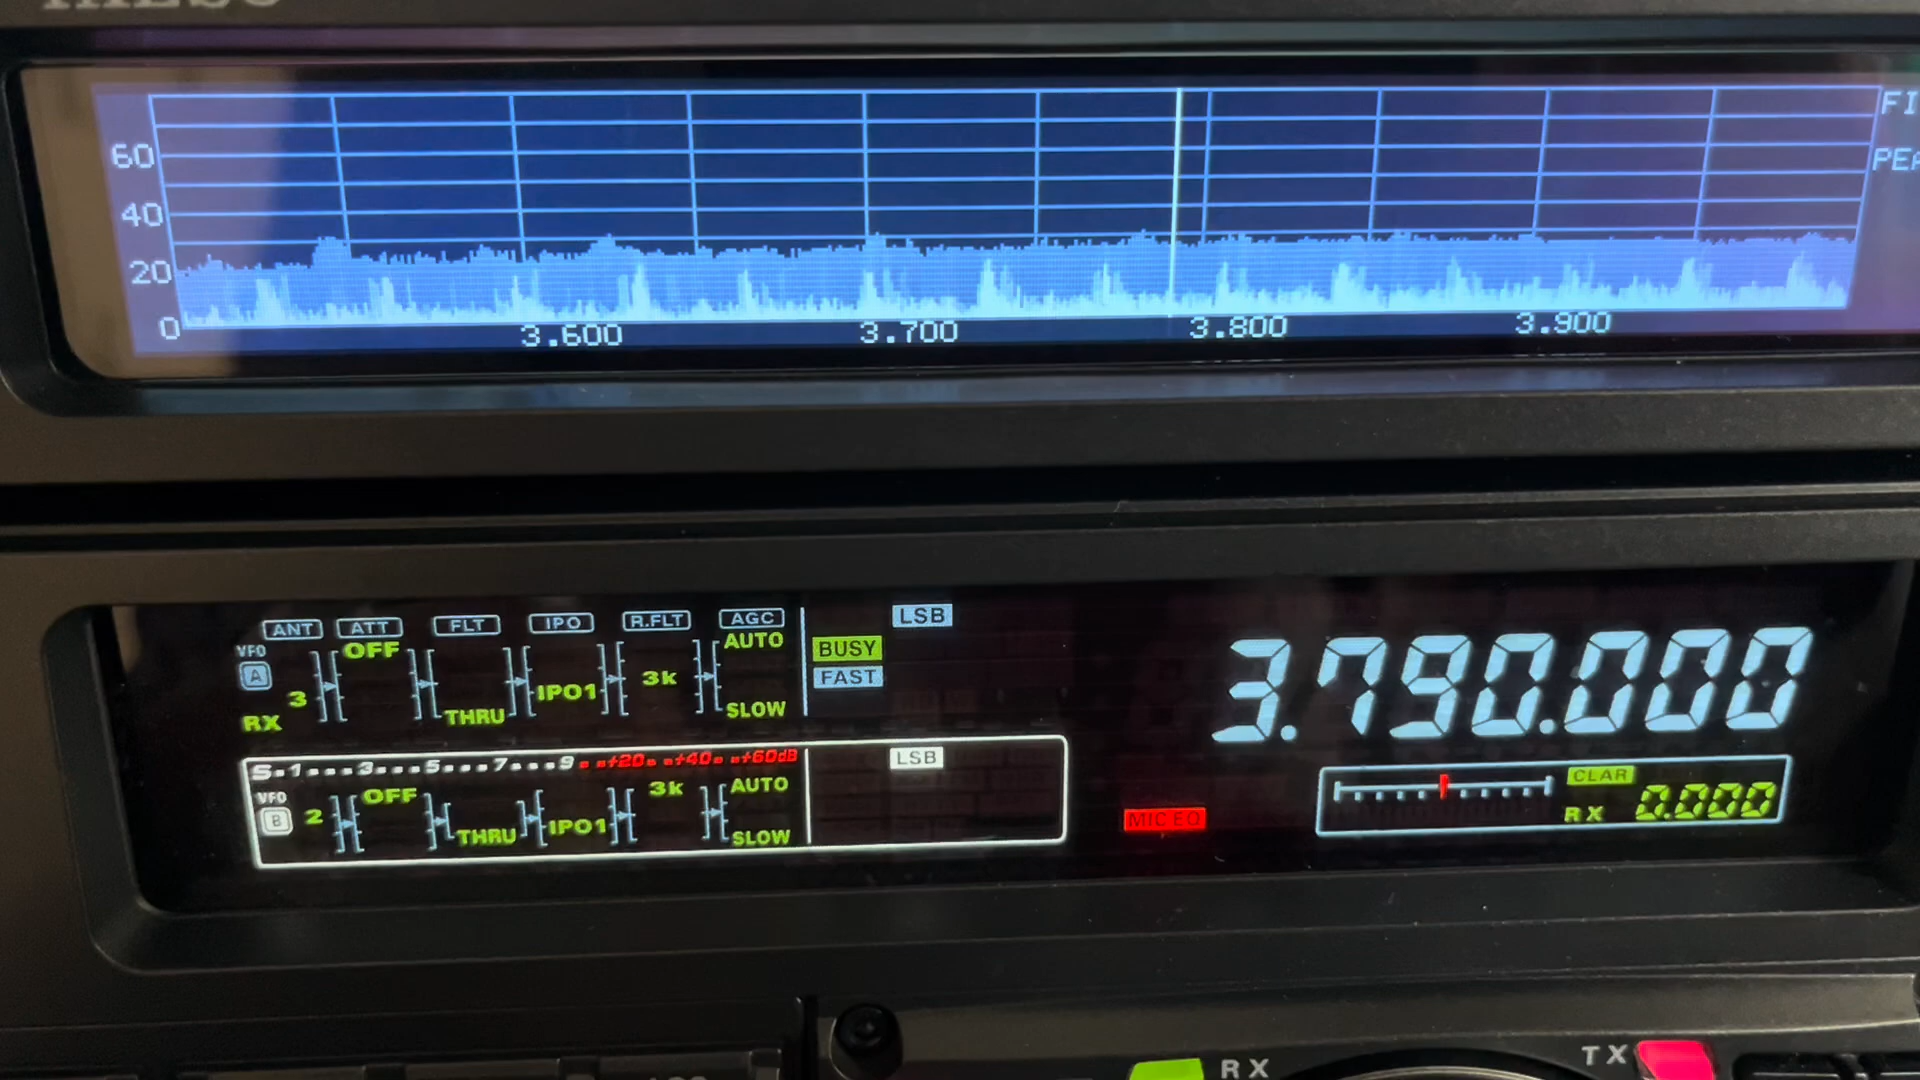 60
FI
PEA
40
20
0
3.600 3.700 3.800 3.900
ANT ATT FLT IPO R.FLT AGC
LSB
VFO OFF AUTO
BUSY
A 3 3k
FAST
IPO1
RX THRU SLOW
3.790.000
S 1 3 5 7 9 +20 +40 +60dB
LSB
VFO OFF 3k AUTO
B 2
THRU IPO1 SLOW
MIC EQ
CLAR
RX 0.000
RX TX